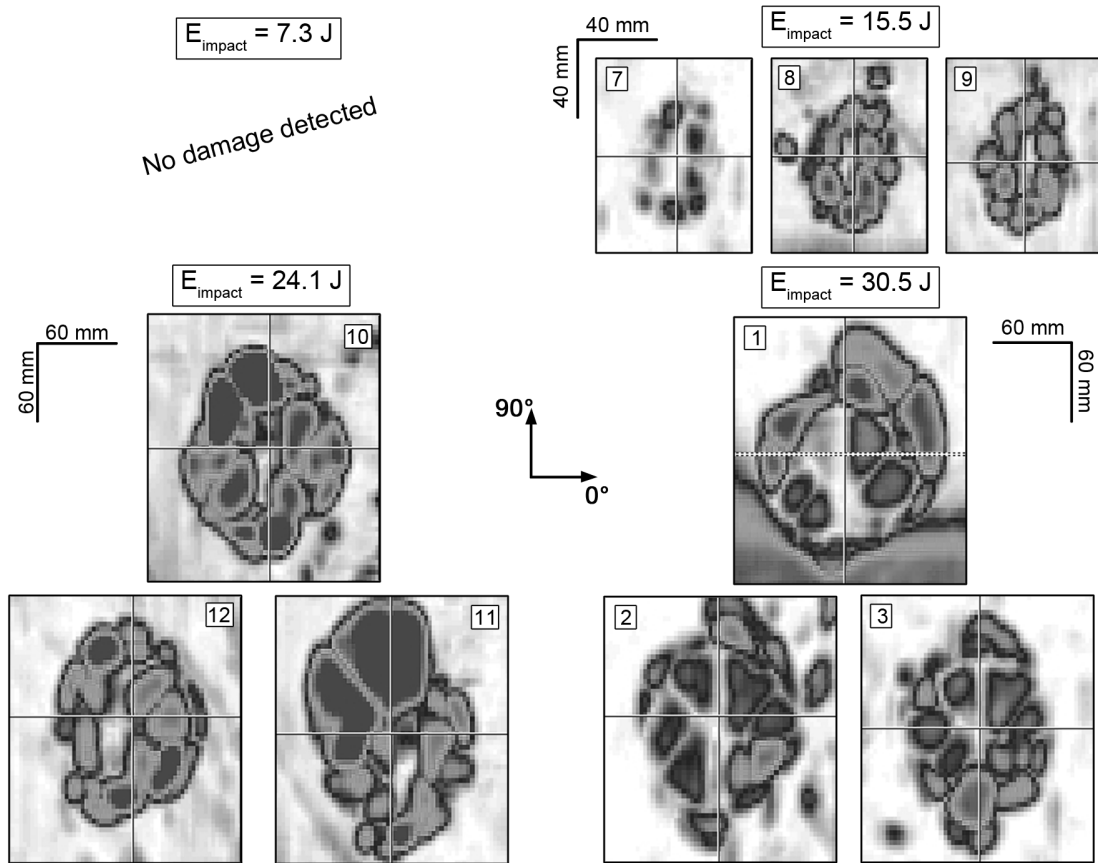 E_impact = 7.3 J
No damage detected
40 mm
40 mm
E_impact = 15.5 J
7
8
9
E_impact = 24.1 J
60 mm
60 mm
10
90°
0°
E_impact = 30.5 J
1
60 mm
60 mm
12
11
2
3